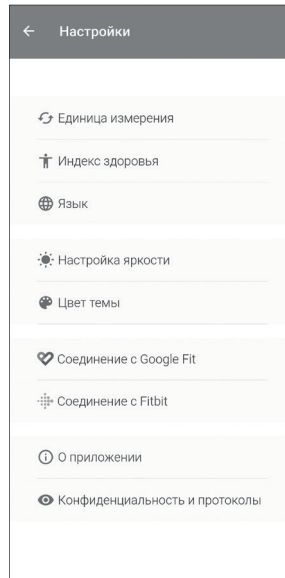 Настройки
Единица измерения
Индекс здоровья
Язык
Настройка яркости
Цвет темы
Соединение с Google Fit
Соединение с Fitbit
О приложении
Конфиденциальность и протоколы